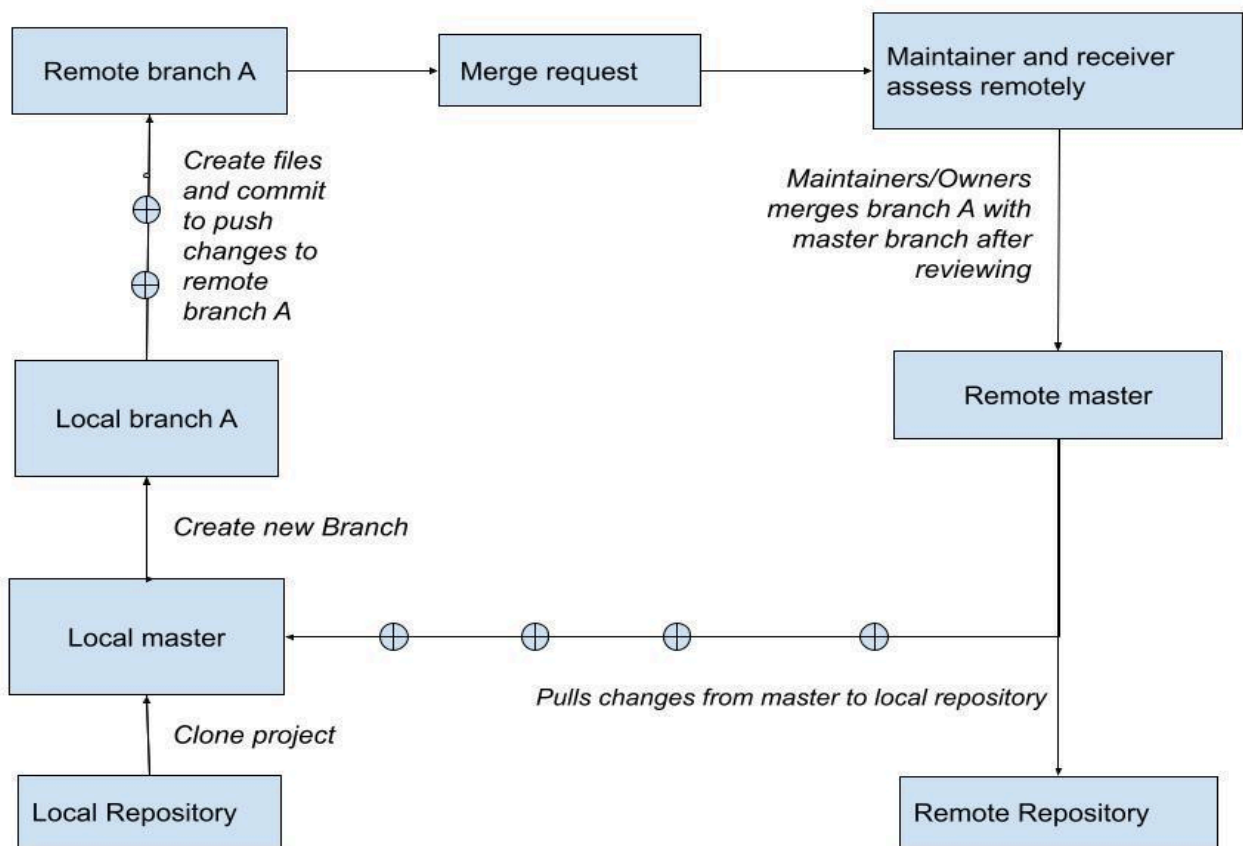 Remote branch A
Merge request
Maintainer and receiver
assess remotely
Create files
and commit
to push
changes to
remote
branch A
Maintainers/Owners
merges branch A with
master branch after
reviewing
Local branch A
Remote master
Create new Branch
Local master
Pulls changes from master to local repository
Clone project
Local Repository
Remote Repository